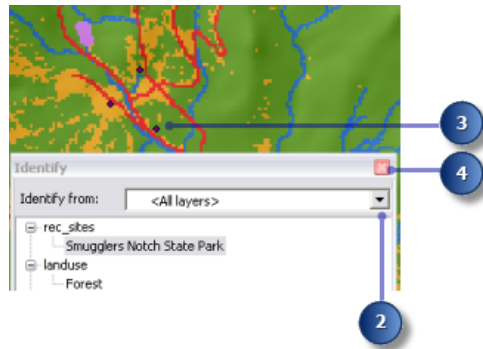 3
Identify
4
Identify from: <All layers>
rec_sites
Smugglers Notch State Park
landuse
Forest
2